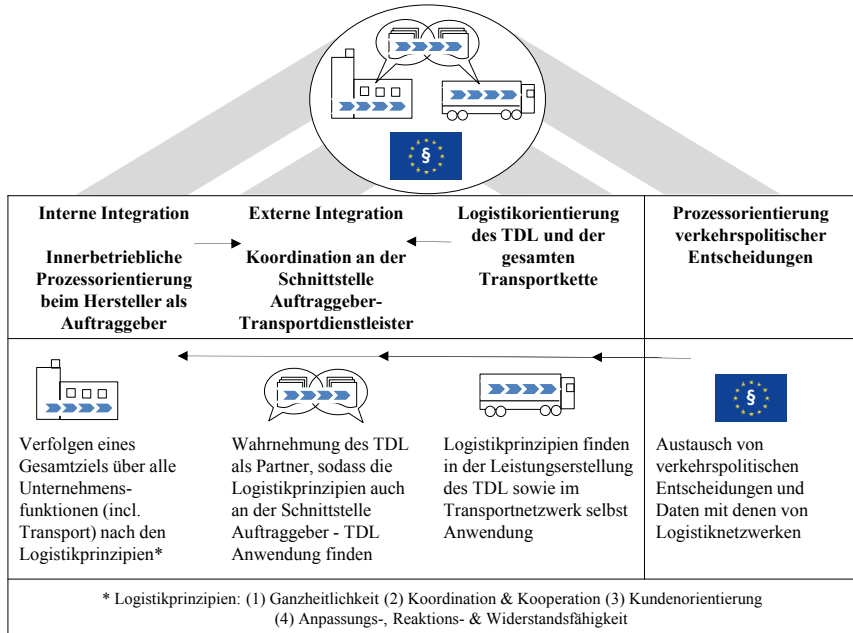 §
§
Interne Integration
Innerbetriebliche
Prozessorientierung
beim Hersteller als
Auftraggeber
Externe Integration
Koordination an der
Schnittstelle
Auftraggeber-
Transportdienstleister
Logistikorientierung
des TDL und der
gesamten
Transportkette
Prozessorientierung
verkehrspolitischer
Entscheidungen
Verfolgen eines
Gesamtziels über alle
Unternehmens-
funktionen (incl.
Transport) nach den
Logistikprinzipien*
Wahrnehmung des TDL
als Partner, sodass die
Logistikprinzipien auch
an der Schnittstelle
Auftraggeber - TDL
Anwendung finden
Logistikprinzipien finden
in der Leistungserstellung
des TDL sowie im
Transportnetzwerk selbst
Anwendung
Austausch von
verkehrspolitischen
Entscheidungen und
Daten mit denen von
Logistiknetzwerken
* Logistikprinzipien: (1) Ganzheitlichkeit (2) Koordination & Kooperation (3) Kundenorientierung
(4) Anpassungs-, Reaktions- & Widerstandsfähigkeit